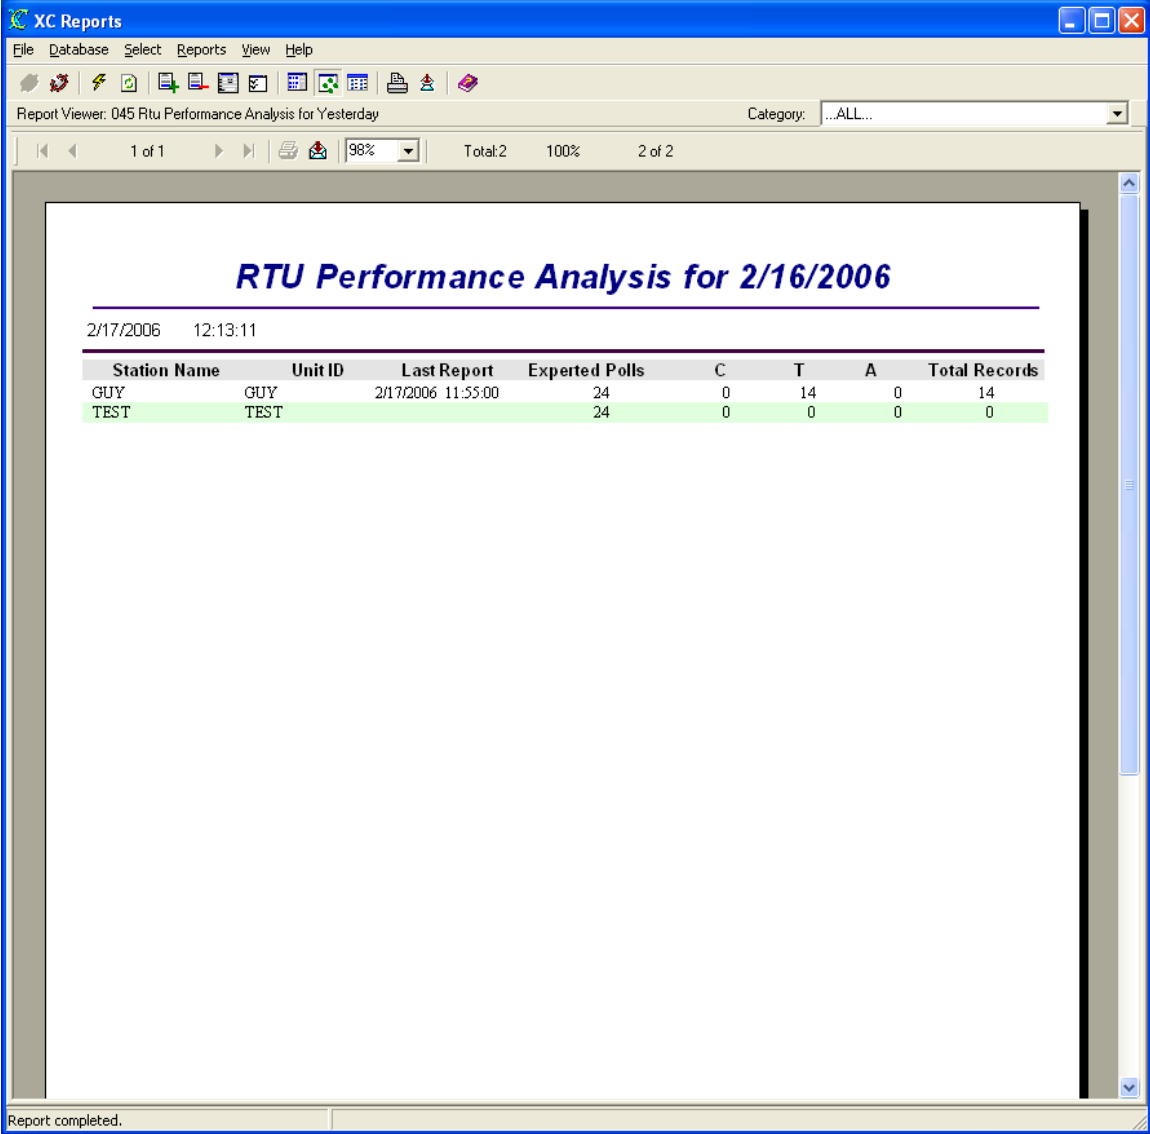 XC Reports
File Database Select Reports View Help
Report Viewer: 045 Rtu Performance Analysis for Yesterday Category: ...ALL...
1 of 1 98% Total:2 100% 2 of 2
RTU Performance Analysis for 2/16/2006
2/17/2006 12:13:11
Station Name Unit ID Last Report Experted Polls C T A Total Records
GUY GUY 2/17/2006 11:55:00 24 0 14 0 14
TEST TEST 24 0 0 0 0
Report completed.